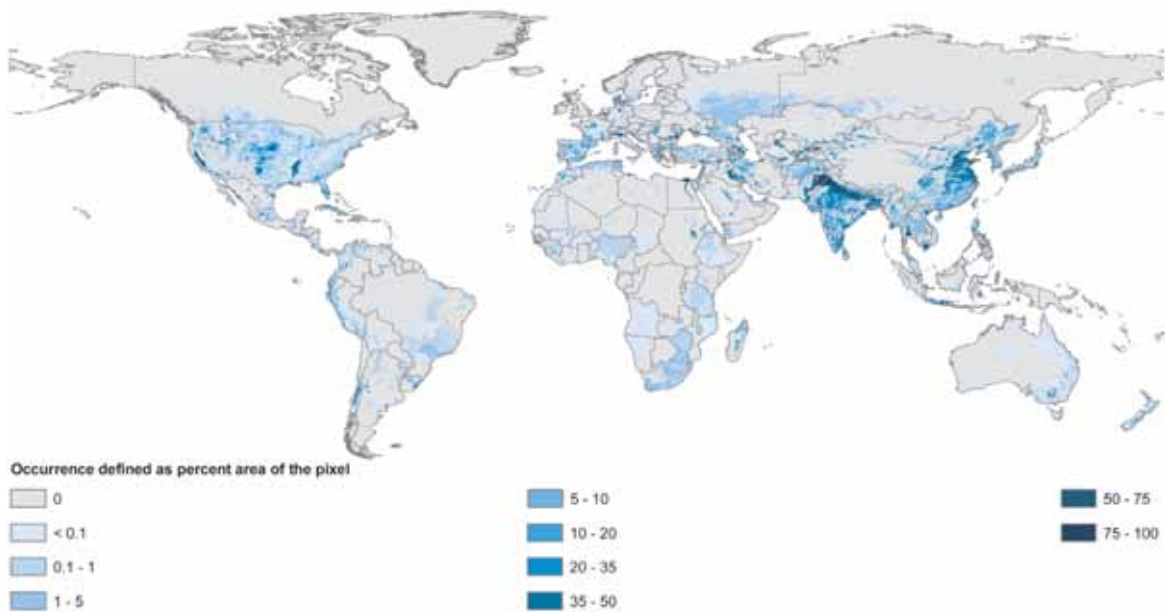 Occurrence defined as percent area of the pixel
0
< 0.1
0.1 - 1
1 - 5
5 - 10
10 - 20
20 - 35
35 - 50
50 - 75
75 - 100